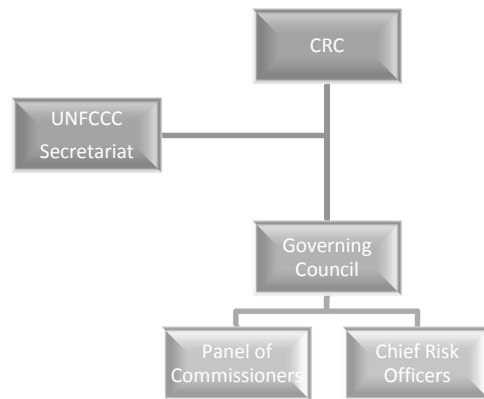 CRC
UNFCCC
Secretariat
Governing
Council
Panel of
Commissioners
Chief Risk
Officers